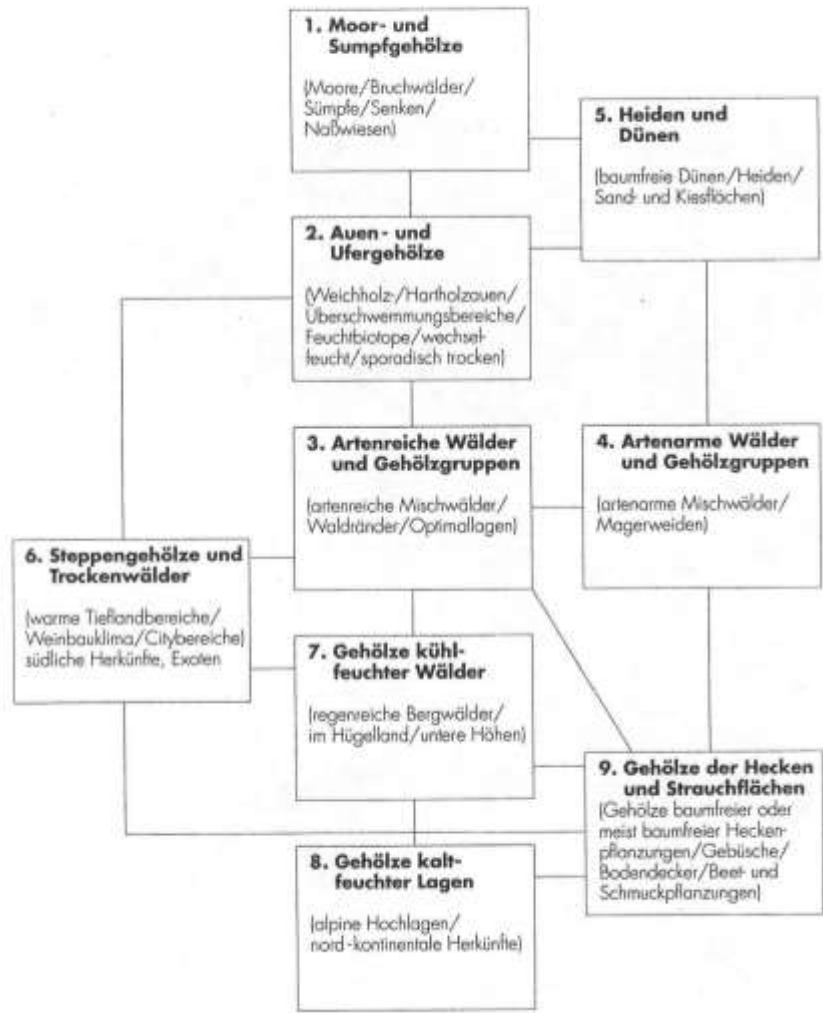 1. Moor- und
Sumpfgehölze
(Moore/Bruchwälder/
Sümpfe/Senken/
Naßwiesen)
5. Heiden und
Dünen
(baumfreie Dünen/Heiden/
Sand- und Kiesflächen)
2. Auen- und
Ufergehölze
(Weichholz-/Hartholzauen/
Überschwemmungsbereiche/
Feuchtbiotope/wechsel-
feucht/sporadisch trocken)
3. Artenreiche Wälder
und Gehölzgruppen
(artenreiche Mischwälder/
Waldränder/Optimallagen)
4. Artenarme Wälder
und Gehölzgruppen
(artenarme Mischwälder/
Magerweiden)
6. Steppengehölze und
Trockenwälder
(warme Tieflandbereiche/
Weinbauklima/Citybereiche)
südliche Herkünfte, Exoten
7. Gehölze kühl-
feuchter Wälder
(regenreiche Bergwälder/
im Hügelland/untere Höhen)
9. Gehölze der Hecken
und Strauchflächen
(Gehölze baumfreier oder
meist baumfreier Hecken-
pflanzungen/Gebüsche/
Bodendecker/Beet- und
Schmuckpflanzungen)
8. Gehölze kalt-
feuchter Lagen
(alpine Hochlagen/
nord-kontinentale Herkünfte)